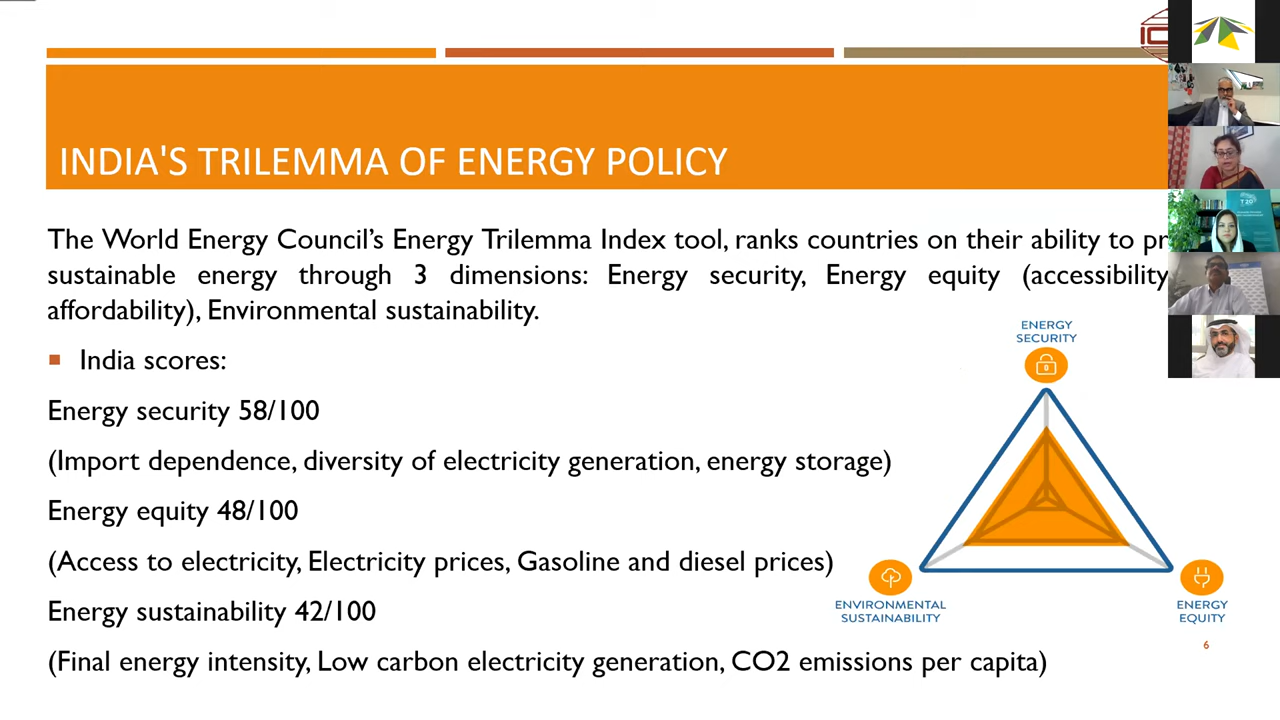 INDIA'S TRILEMMA OF ENERGY POLICY
The World Energy Council's Energy Trilemma Index tool, ranks countries on their ability to
sustainable energy through 3 dimensions: Energy security, Energy equity (accessibility
affordability), Environmental sustainability.
India scores:
Energy security 58/100
(Import dependence, diversity of electricity generation, energy storage)
Energy equity 48/100
(Access to electricity, Electricity prices, Gasoline and diesel prices)
Energy sustainability 42/100
(Final energy intensity, Low carbon electricity generation, CO2 emissions per capita)
ENERGY
SECURITY
ENVIRONMENTAL
SUSTAINABILITY
ENERGY
EQUITY
6
T20